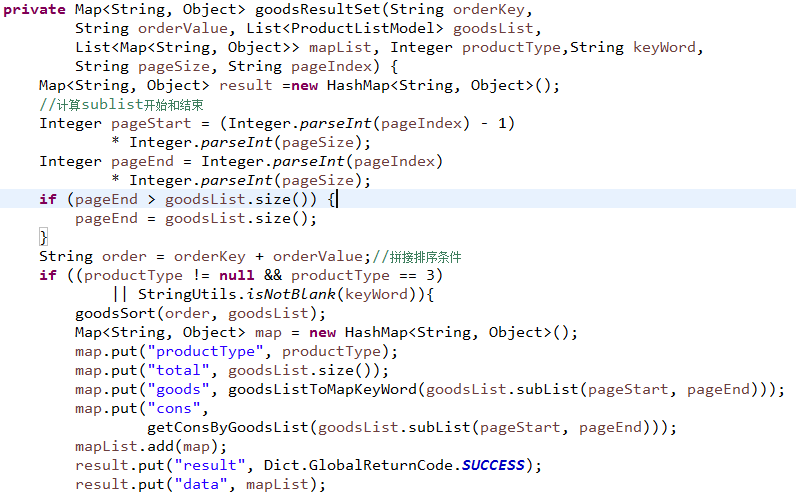 private Map<String, Object> goodsResultSet(String orderKey,
String orderValue, List<ProductListModel> goodsList,
List<Map<String, Object>> mapList, Integer productType,String keyWord,
String pageSize, String pageIndex) {
Map<String, Object> result =new HashMap<String, Object>();
//计算sublist开始和结束
Integer pageStart = (Integer.parseInt(pageIndex) - 1)
* Integer.parseInt(pageSize);
Integer pageEnd = Integer.parseInt(pageIndex)
* Integer.parseInt(pageSize);
if (pageEnd > goodsList.size()) {
pageEnd = goodsList.size();
}
String order = orderKey + orderValue;//拼接排序条件
if ((productType != null && productType == 3)
|| StringUtils.isNotBlank(keyWord)){
goodsSort(order, goodsList);
Map<String, Object> map = new HashMap<String, Object>();
map.put("productType", productType);
map.put("total", goodsList.size());
map.put("goods", goodsListToMapKeyWord(goodsList.subList(pageStart, pageEnd)));
map.put("cons",
getConsByGoodsList(goodsList.subList(pageStart, pageEnd)));
mapList.add(map);
result.put("result", Dict.GlobalReturnCode.SUCCESS);
result.put("data", mapList);